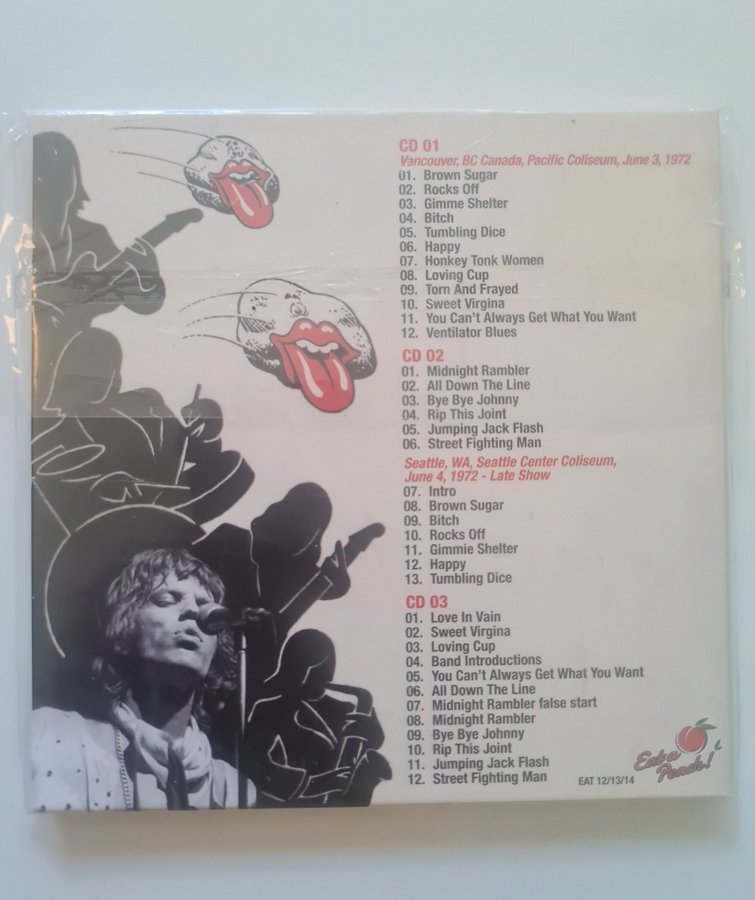 CD 01
Vancouver, BC Canada, Pacific Coliseum, June 3, 1972
01. Brown Sugar
02. Rocks Off
03. Gimme Shelter
04. Bitch
05. Tumbling Dice
06. Happy
07. Honkey Tonk Women
08. Loving Cup
09. Torn And Frayed
10. Sweet Virgina
11. You Can't Always Get What You Want
12. Ventilator Blues
CD 02
01. Midnight Rambler
02. All Down The Line
03. Bye Bye Johnny
04. Rip This Joint
05. Jumping Jack Flash
06. Street Fighting Man
Seattle, WA, Seattle Center Coliseum,
June 4, 1972 - Late Show
07. Intro
08. Brown Sugar
09. Bitch
10. Rocks Off
11. Gimmie Shelter
12. Happy
13. Tumbling Dice
CD 03
01. Love In Vain
02. Sweet Virgina
03. Loving Cup
04. Band Introductions
05. You Can't Always Get What You Want
06. All Down The Line
07. Midnight Rambler false start
08. Midnight Rambler
09. Bye Bye Johnny
10. Rip This Joint
11. Jumping Jack Flash
12. Street Fighting Man
Eat a
Peach!
EAT 12/13/14